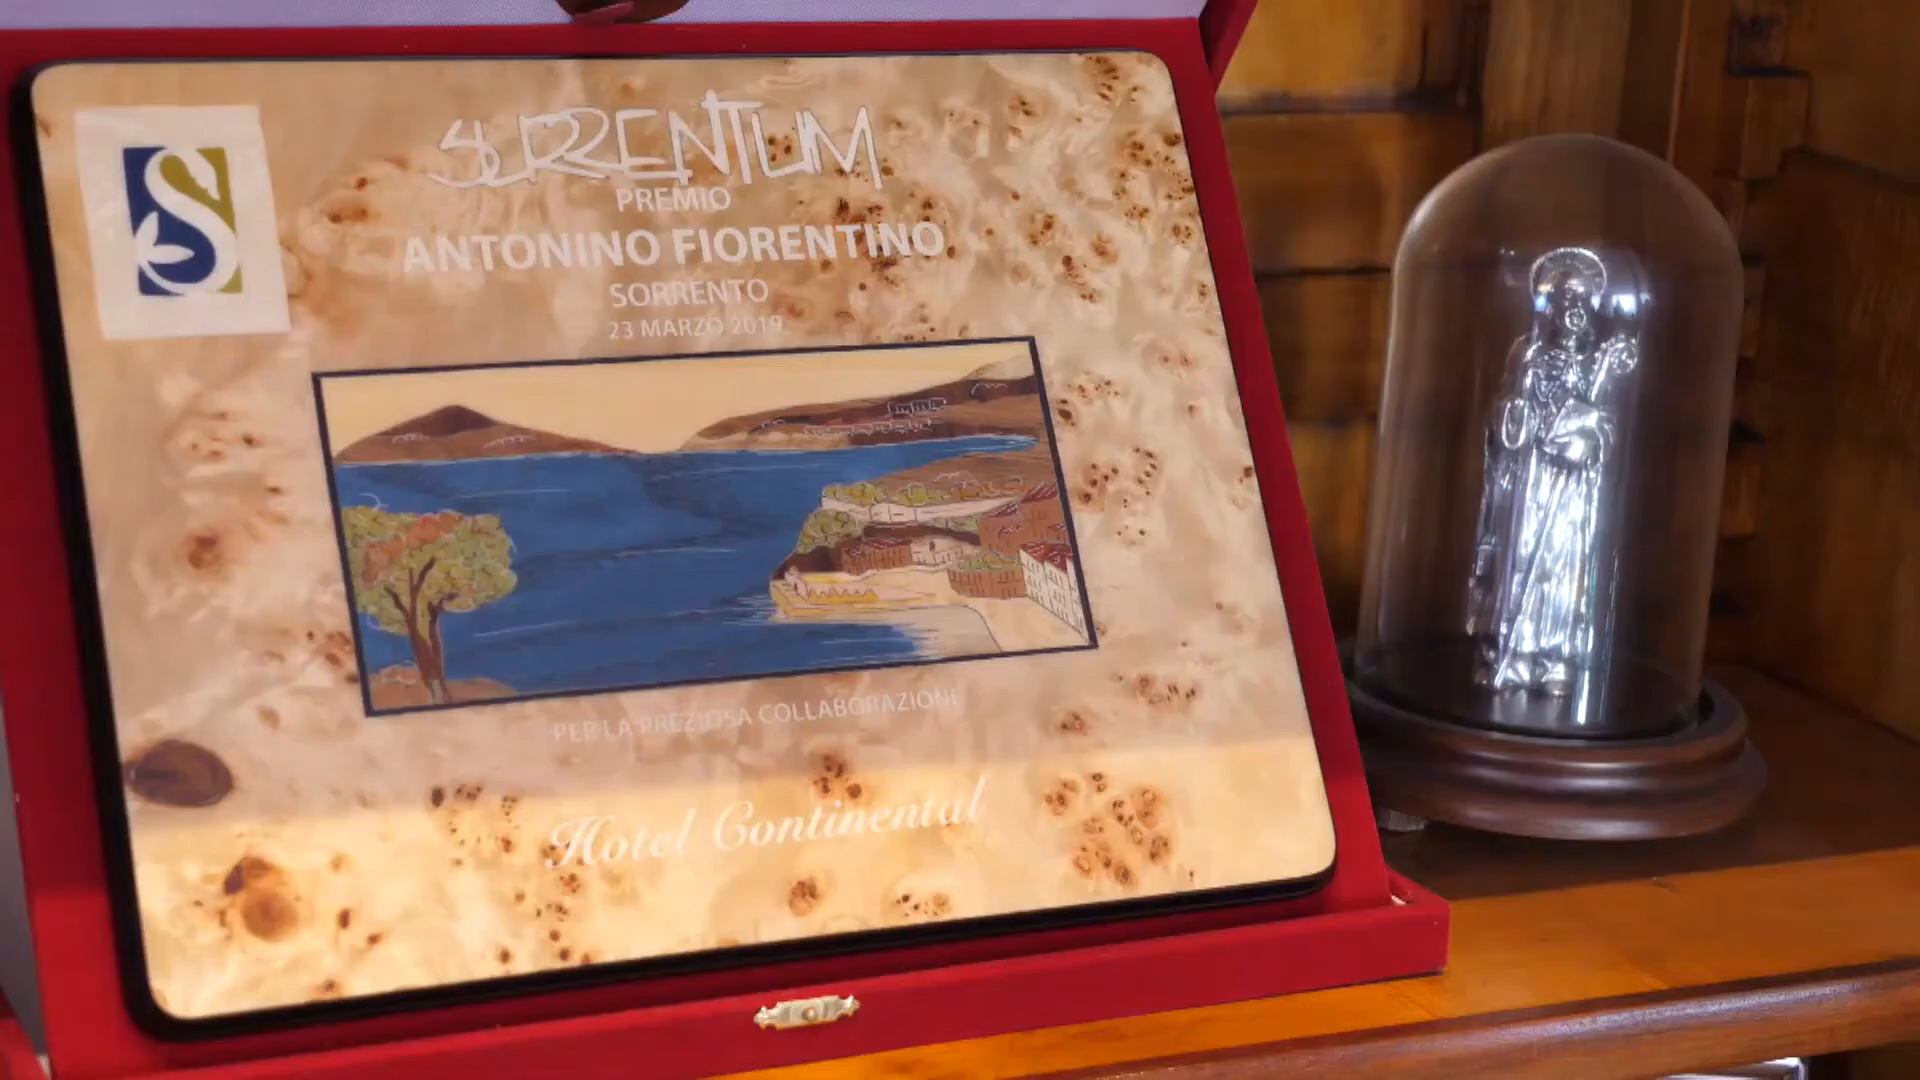 SURRENTUM
PREMIO
ANTONINO FIORENTINO
SORRENTO
23 MARZO 2019
PER LA PREZIOSA COLLABORAZIONE
Hotel Continental